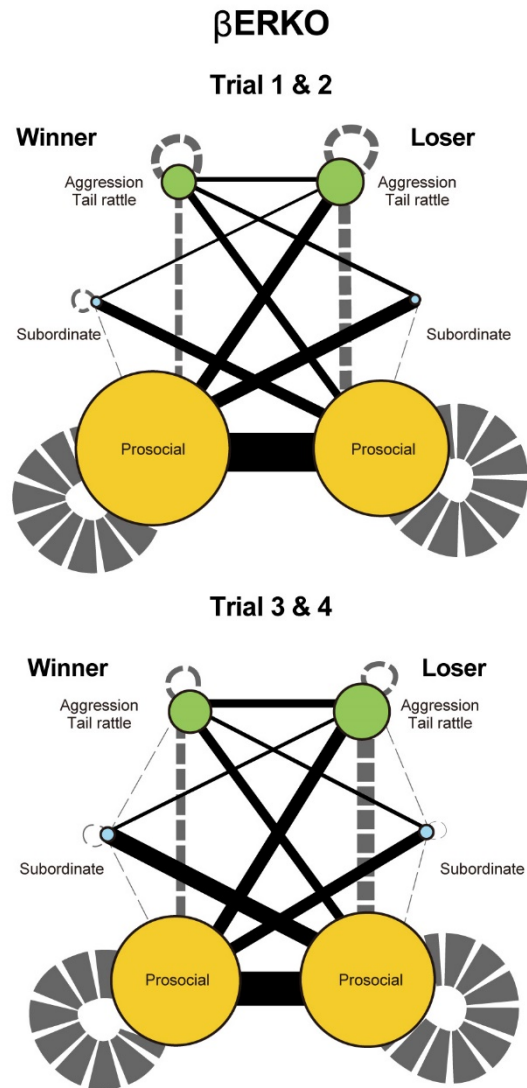 βERKO
Trial 1 & 2
Winner
Loser
Aggression
Tail rattle
Aggression
Tail rattle
Subordinate
Subordinate
Prosocial
Prosocial
Trial 3 & 4
Winner
Loser
Aggression
Tail rattle
Aggression
Tail rattle
Subordinate
Subordinate
Prosocial
Prosocial